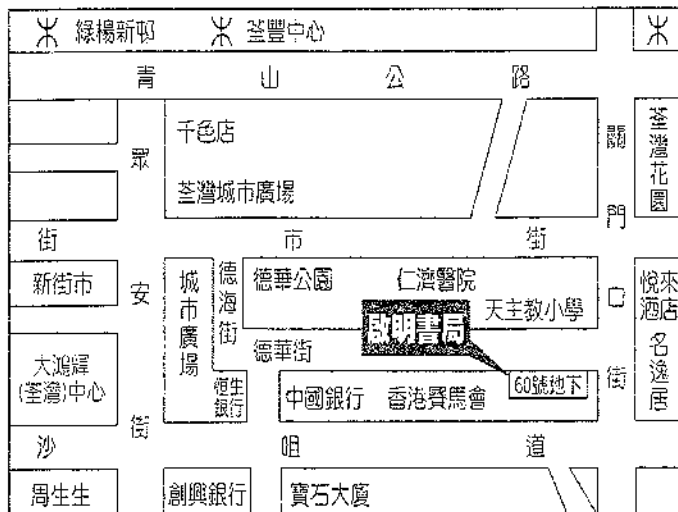 綠楊新邨
荃豐中心
青山公路
千色店
荃灣城市廣場
眾安街
關門口街
荃灣花園
街市街
新街市
城市廣場
德海街
德華公園
仁濟醫院
天主教小學
悅來酒店
名逸居
啟明書局
德華街
大鴻輝
(荃灣)中心
恒生銀行
中國銀行
香港賽馬會
60號地下
沙咀道
周生生
創興銀行
寶石大廈